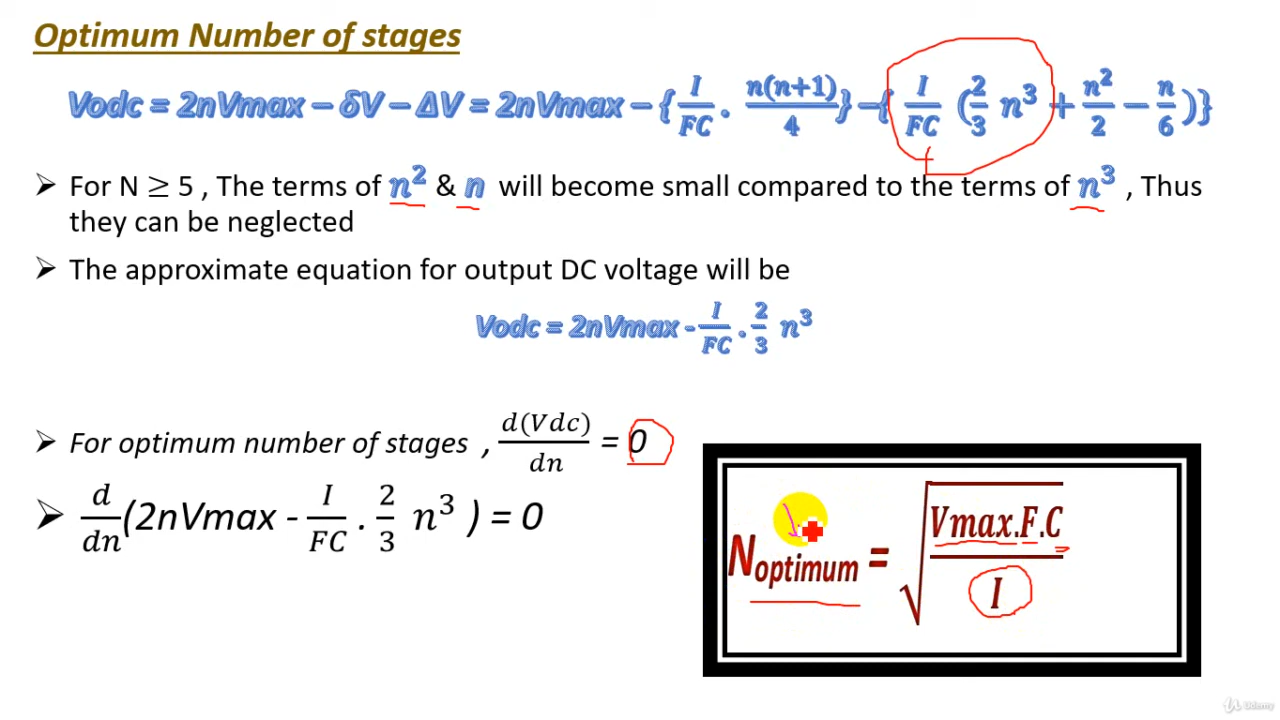 Optimum Number of stages
Vodc = 2nVmax – δV – ΔV = 2nVmax – {I/FC . n(n+1)/4} –{I/FC (2/3 n³ + n²/2 − n/6 )}
➢ For N ≥ 5 , The terms of n² & n will become small compared to the terms of n³ , Thus
they can be neglected
➢ The approximate equation for output DC voltage will be
Vodc = 2nVmax - I/FC . 2/3 n³
➢ For optimum number of stages , d(Vdc)/dn = 0
➢ d/dn (2nVmax - I/FC . 2/3 n³ ) = 0
Noptimum = √(Vmax.F.C/I)
Udemy